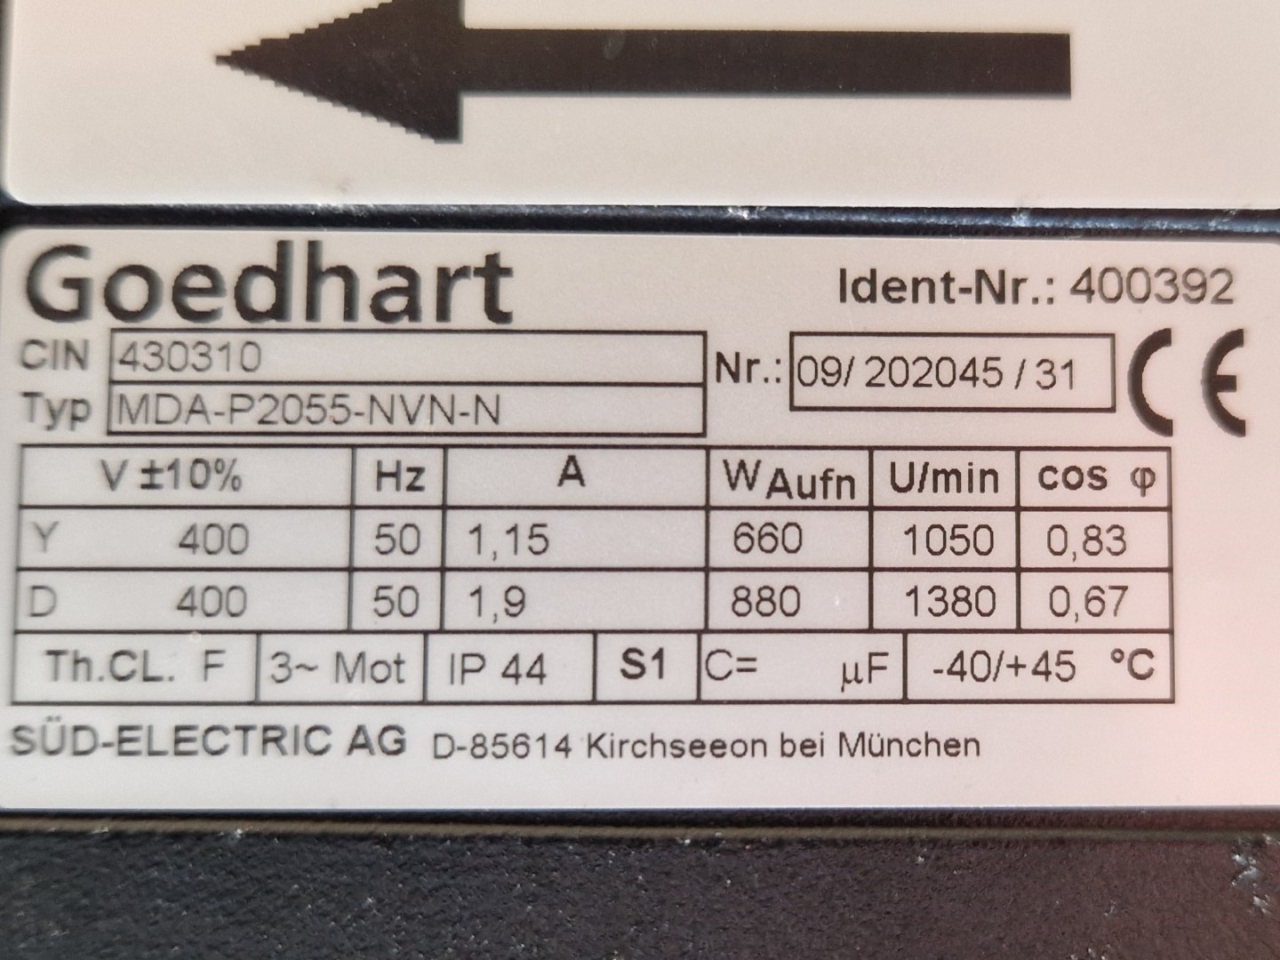 Goedhart
Ident-Nr.: 400392
CIN 430310
Nr.: 09/ 202045 / 31
CE
Typ MDA-P2055-NVN-N
V ±10% Hz A W Aufn U/min cos φ
Y 400 50 1,15 660 1050 0,83
D 400 50 1,9 880 1380 0,67
Th.CL. F 3~ Mot IP 44 S1 C= µF -40/+45 °C
SÜD-ELECTRIC AG D-85614 Kirchseeon bei München